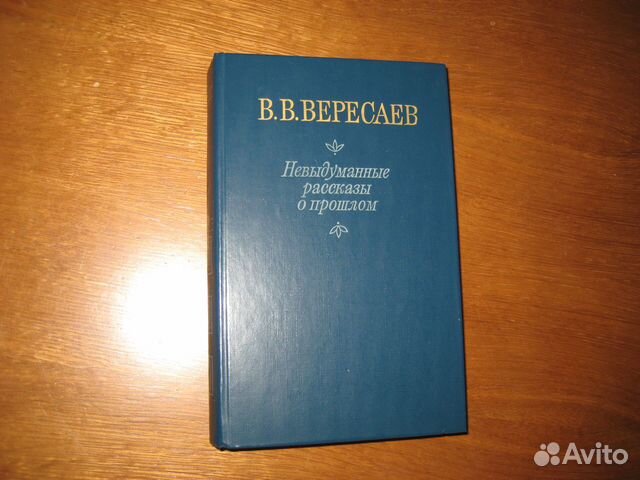 В.В.ВЕРЕСАЕВ
Невыдуманные
рассказы
о прошлом
Avito